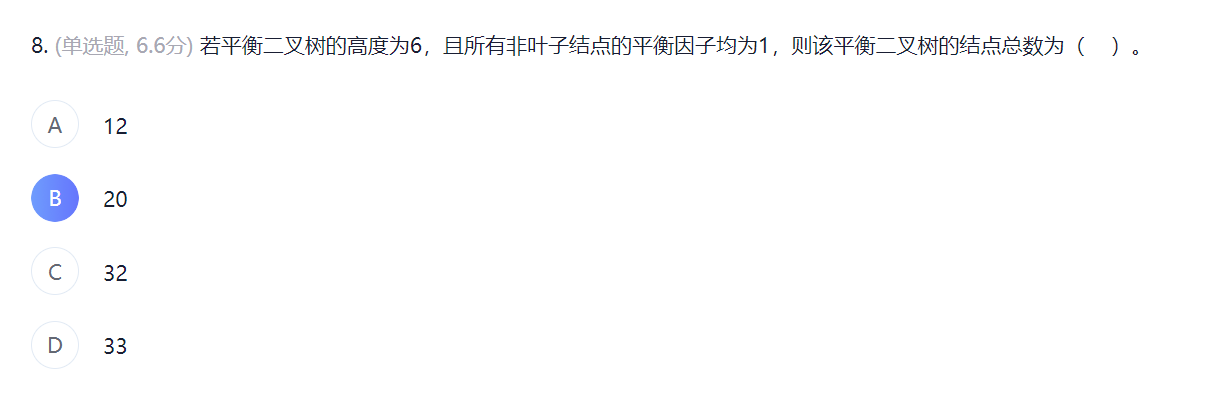 8. (单选题, 6.6分) 若平衡二叉树的高度为6，且所有非叶子结点的平衡因子均为1，则该平衡二叉树的结点总数为（ ）。
A 12
B 20
C 32
D 33